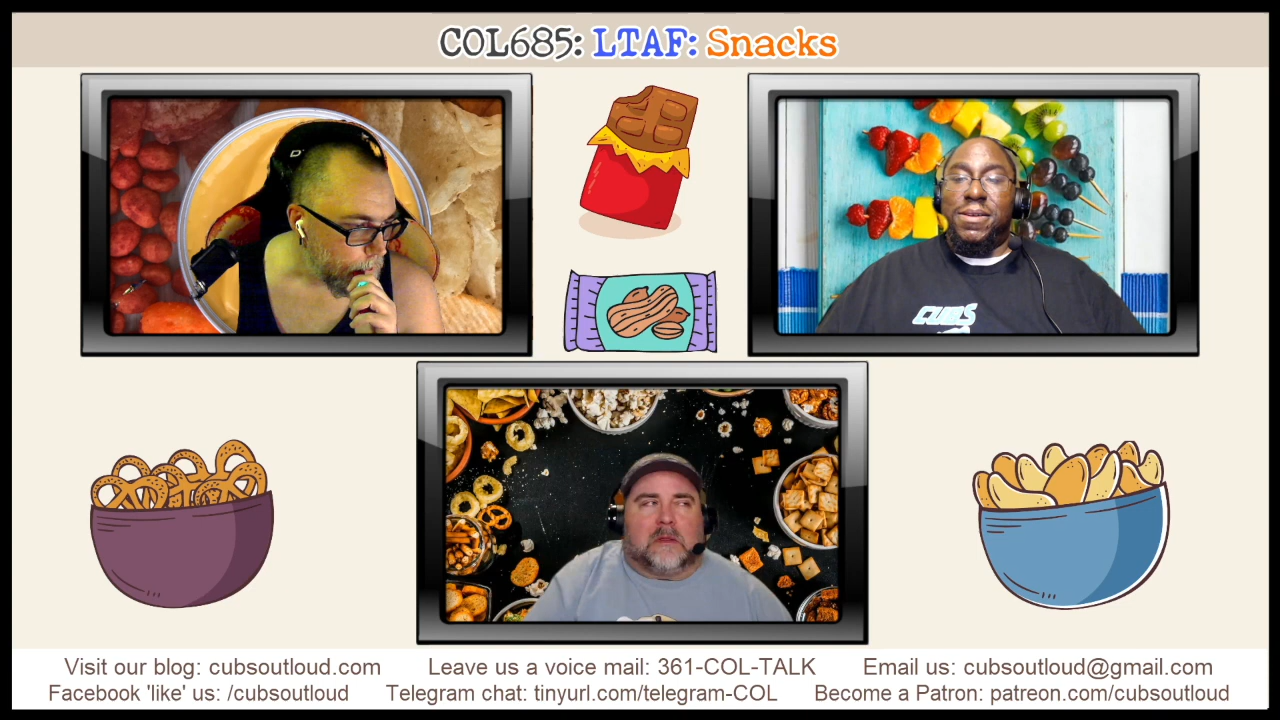 COL685: LTAF: Snacks
CUBS
Visit our blog: cubsoutloud.com Leave us a voice mail: 361-COL-TALK Email us: cubsoutloud@gmail.com
Facebook 'like' us: /cubsoutloud Telegram chat: tinyurl.com/telegram-COL Become a Patron: patreon.com/cubsoutloud